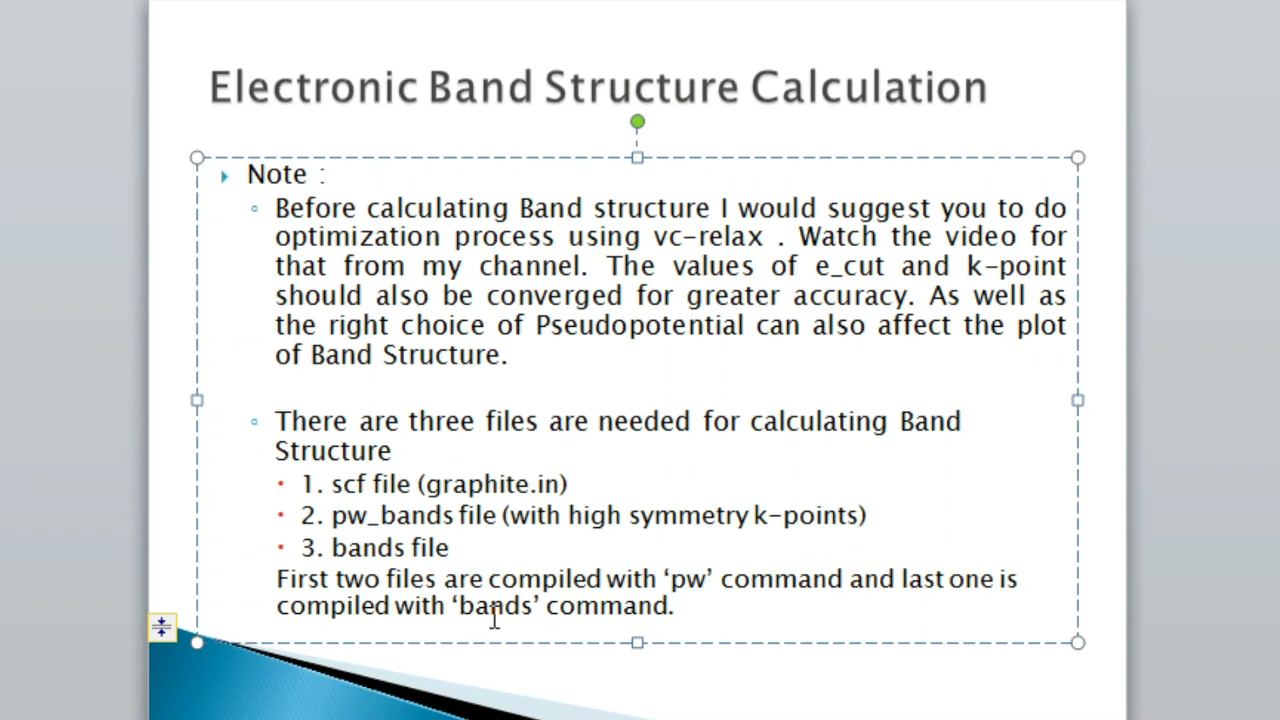 Electronic Band Structure Calculation
Note :
Before calculating Band structure I would suggest you to do
optimization process using vc-relax . Watch the video for
that from my channel. The values of e_cut and k-point
should also be converged for greater accuracy. As well as
the right choice of Pseudopotential can also affect the plot
of Band Structure.
There are three files are needed for calculating Band
Structure
1. scf file (graphite.in)
2. pw_bands file (with high symmetry k-points)
3. bands file
First two files are compiled with ‘pw’ command and last one is
compiled with ‘bands’ command.